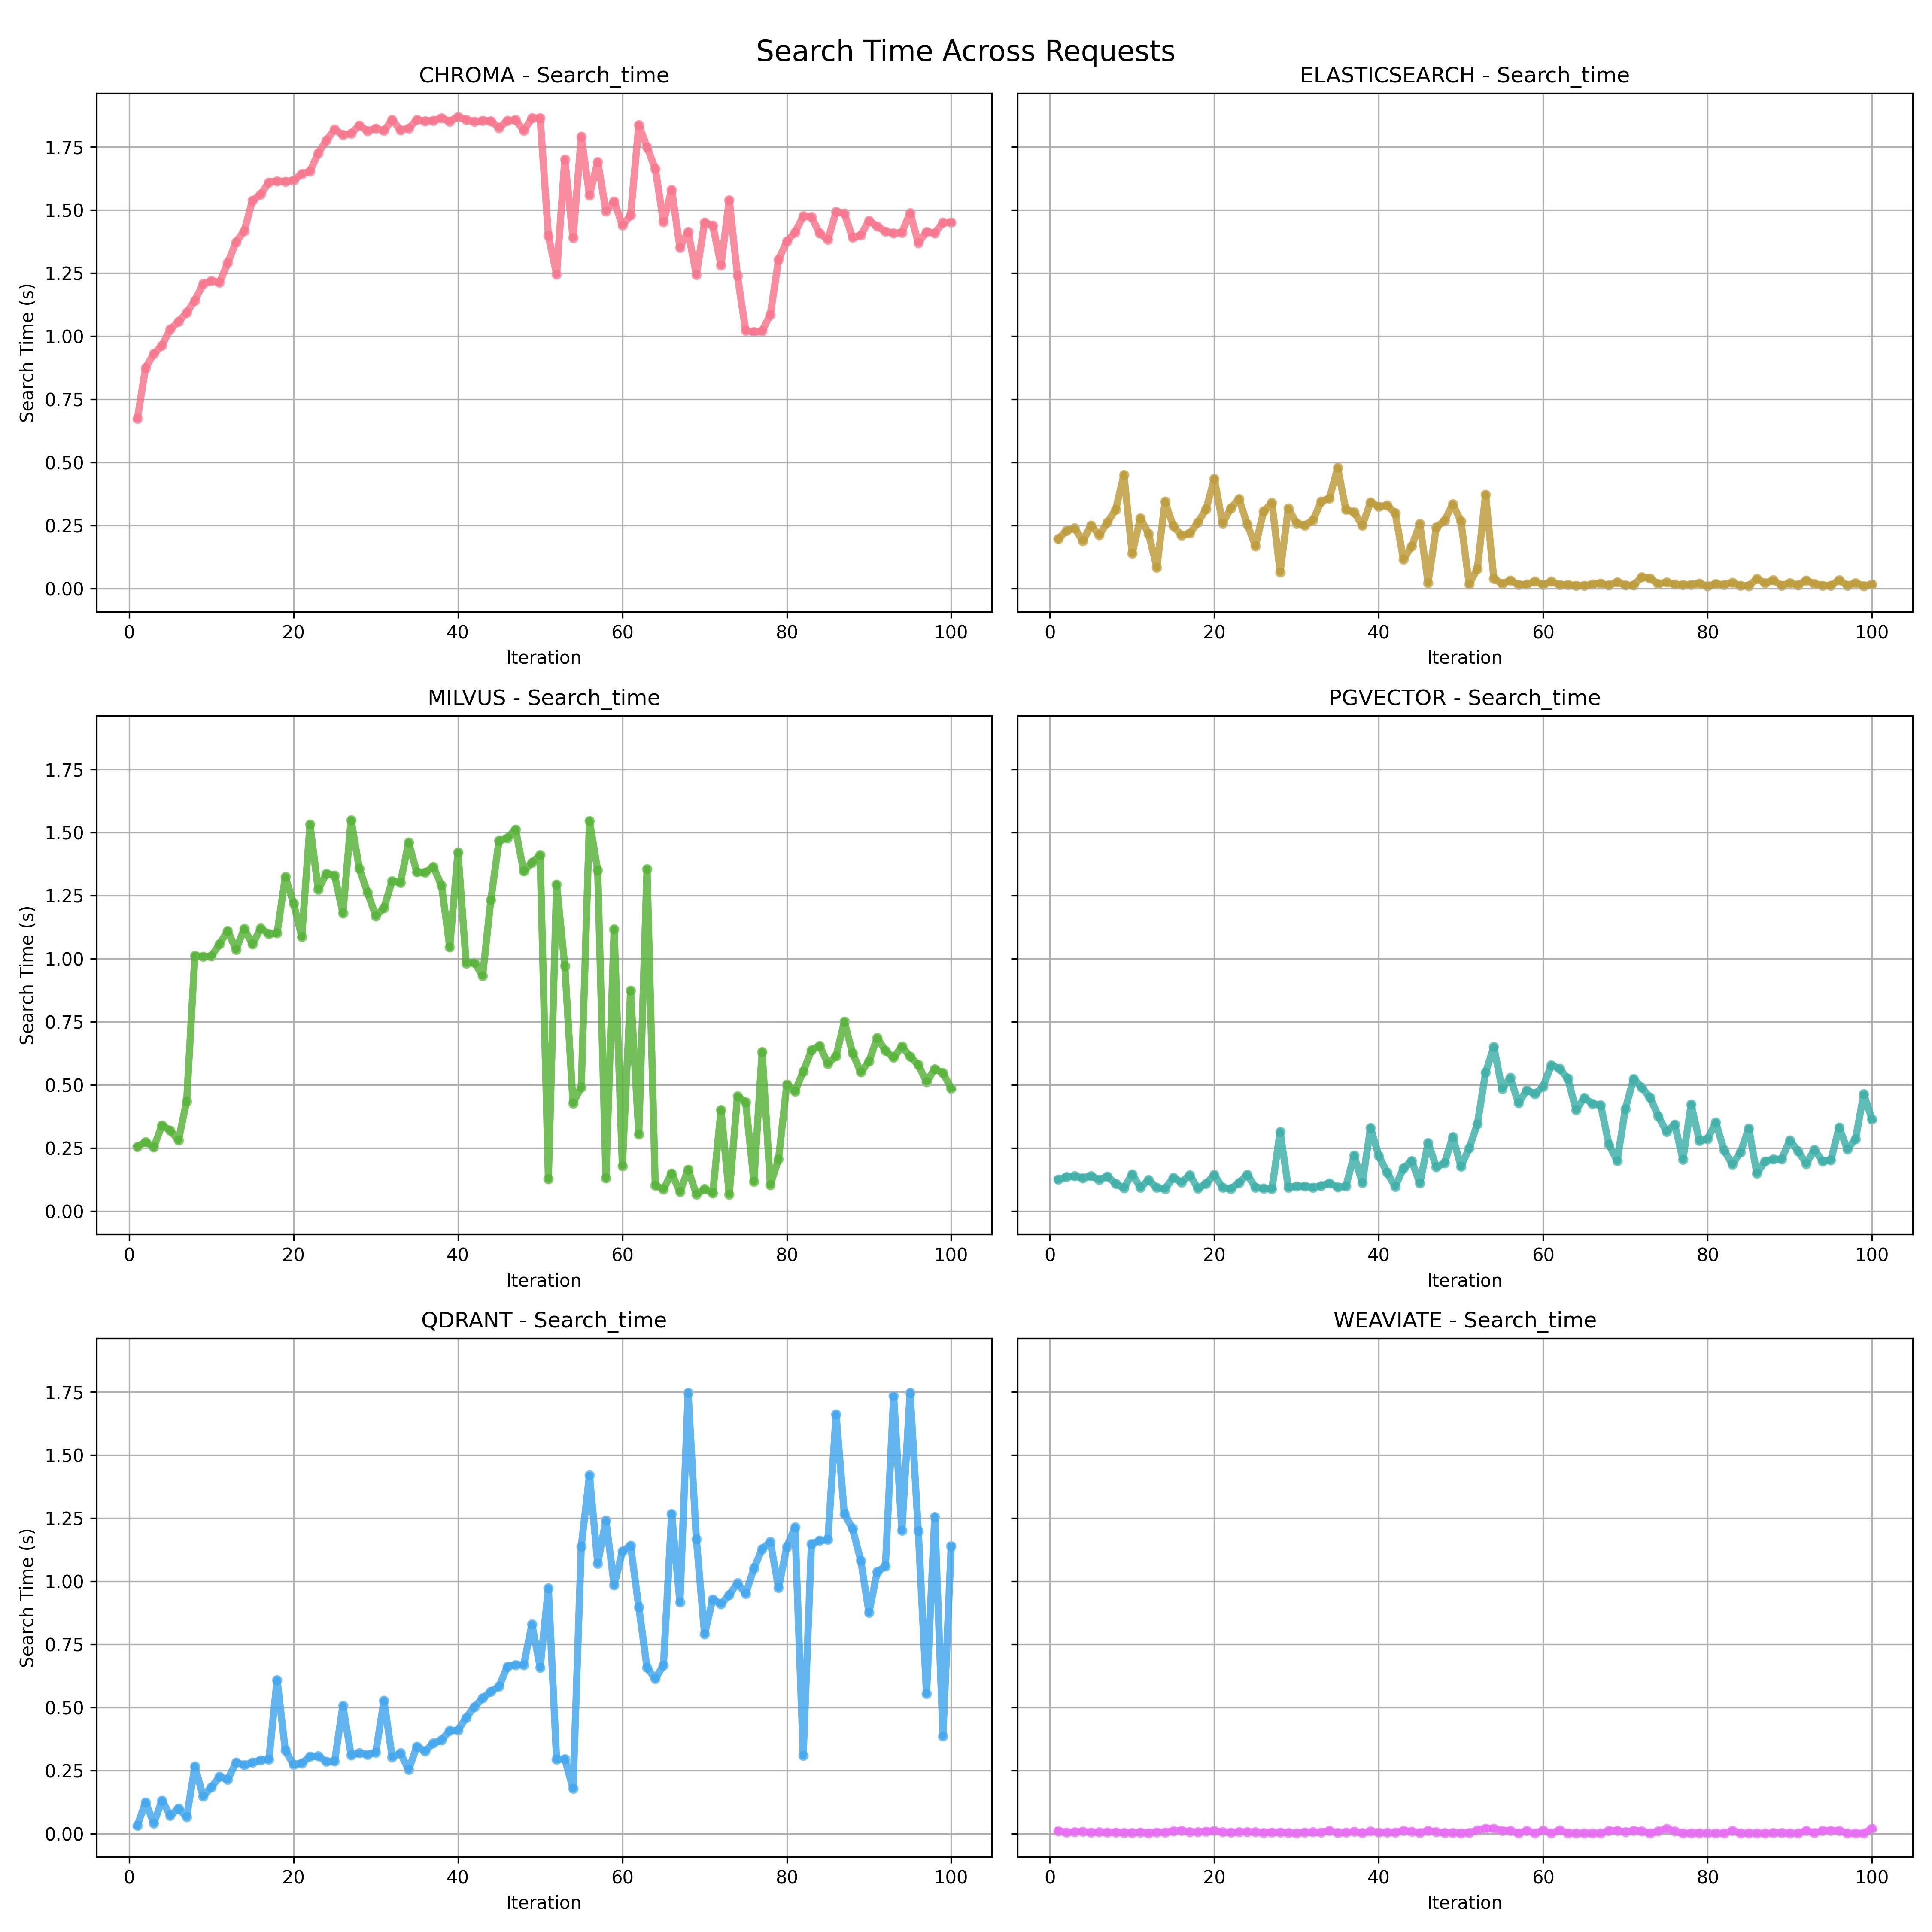 Search Time Across Requests
CHROMA - Search_time
ELASTICSEARCH - Search_time
Search Time (s)
1.75
1.50
1.25
1.00
0.75
0.50
0.25
0.00
0 20 40 60 80 100
Iteration
0 20 40 60 80 100
Iteration
MILVUS - Search_time
PGVECTOR - Search_time
Search Time (s)
1.75
1.50
1.25
1.00
0.75
0.50
0.25
0.00
0 20 40 60 80 100
Iteration
0 20 40 60 80 100
Iteration
QDRANT - Search_time
WEAVIATE - Search_time
Search Time (s)
1.75
1.50
1.25
1.00
0.75
0.50
0.25
0.00
0 20 40 60 80 100
Iteration
0 20 40 60 80 100
Iteration